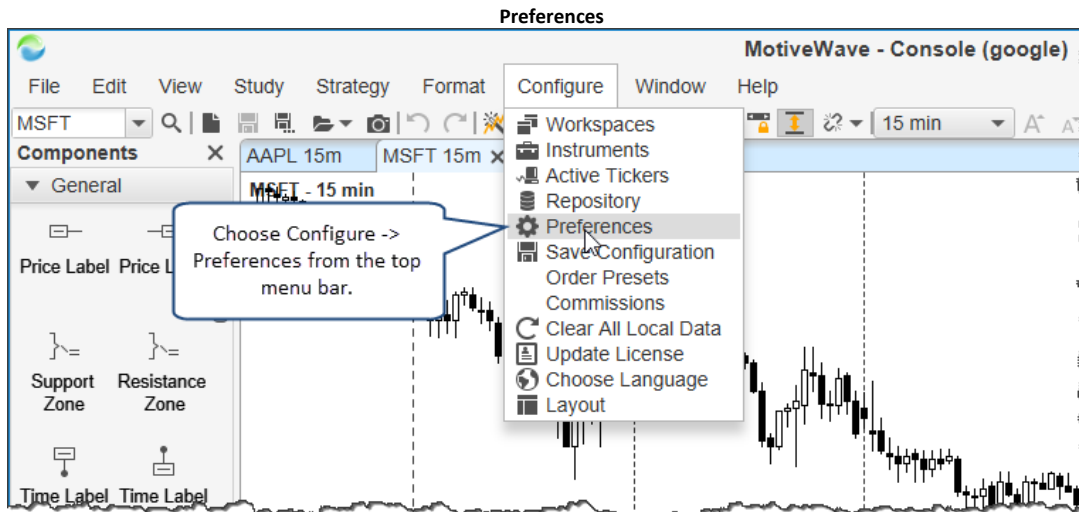 Preferences
MotiveWave - Console (google)
File Edit View Study Strategy Format Configure Window Help
MSFT 15 min
Components
AAPL 15m MSFT 15m
General
MSFT - 15 min
Price Label Price L
Support Zone
Resistance Zone
Time Label Time Label
Choose Configure ->
Preferences from the top
menu bar.
Workspaces
Instruments
Active Tickers
Repository
Preferences
Save Configuration
Order Presets
Commissions
Clear All Local Data
Update License
Choose Language
Layout